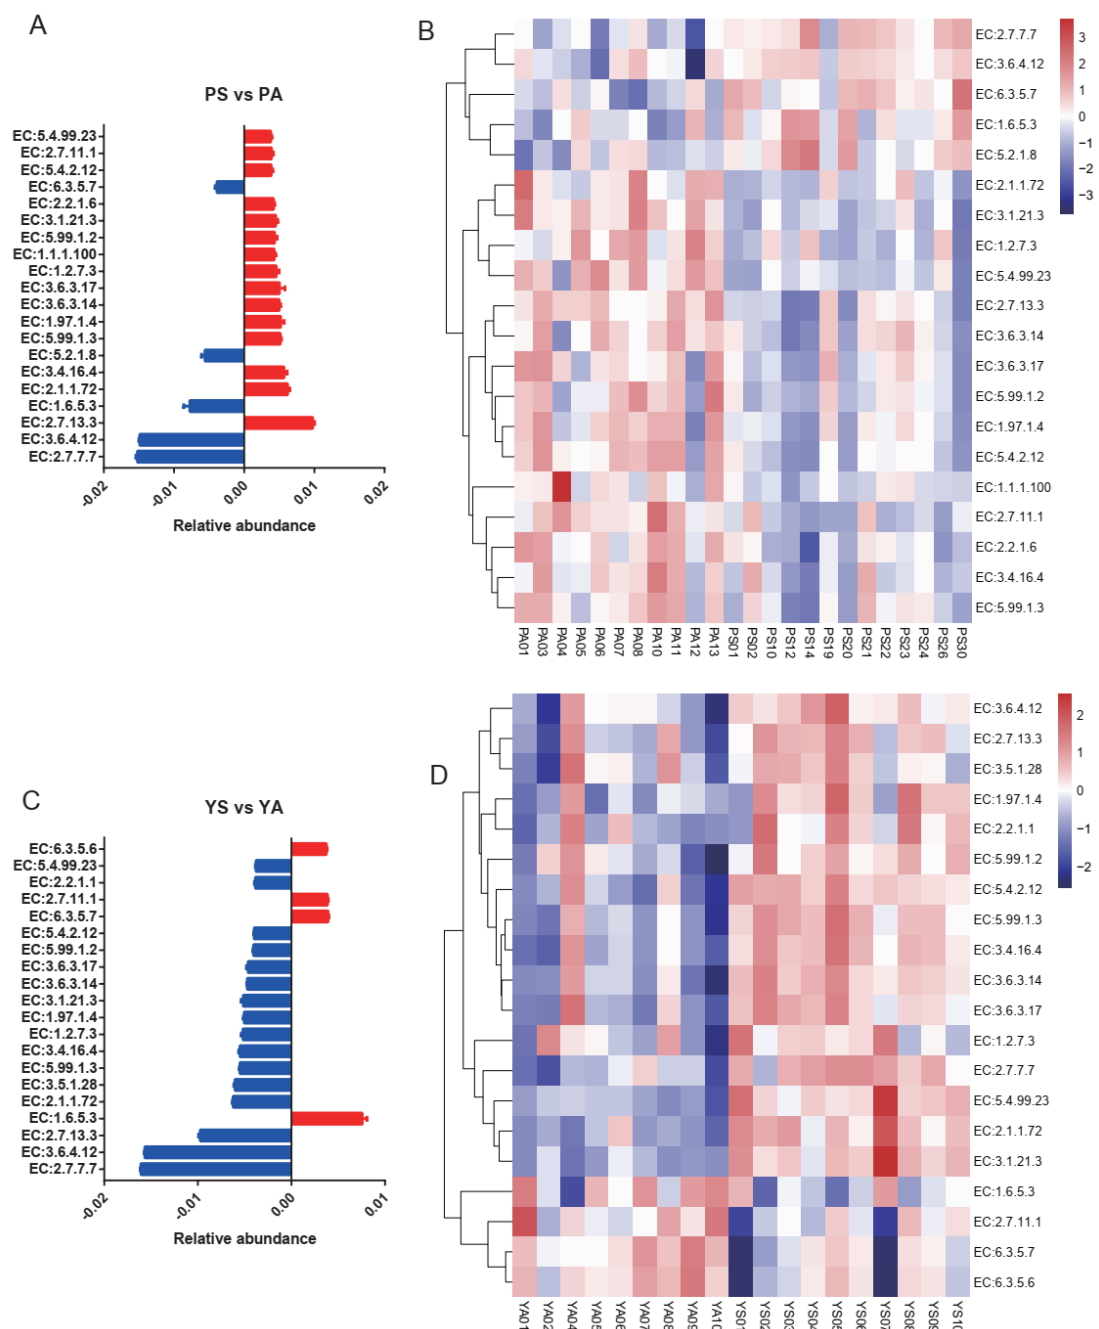 A
PS vs PA
EC:5.4.99.23
EC:2.7.11.1
EC:5.4.2.12
EC:6.3.5.7
EC:2.2.1.6
EC:3.1.21.3
EC:5.99.1.2
EC:1.1.1.100
EC:1.2.7.3
EC:3.6.3.17
EC:3.6.3.14
EC:1.97.1.4
EC:5.99.1.3
EC:5.2.1.8
EC:3.4.16.4
EC:2.1.1.72
EC:1.6.5.3
EC:2.7.13.3
EC:3.6.4.12
EC:2.7.7.7
-0.02 -0.01 0.00 0.01 0.02
Relative abundance
B
EC:2.7.7.7
EC:3.6.4.12
EC:6.3.5.7
EC:1.6.5.3
EC:5.2.1.8
EC:2.1.1.72
EC:3.1.21.3
EC:1.2.7.3
EC:5.4.99.23
EC:2.7.13.3
EC:3.6.3.14
EC:3.6.3.17
EC:5.99.1.2
EC:1.97.1.4
EC:5.4.2.12
EC:1.1.1.100
EC:2.7.11.1
EC:2.2.1.6
EC:3.4.16.4
EC:5.99.1.3
PA01 PA03 PA04 PA05 PA06 PA07 PA08 PA10 PA11 PA12 PA13 PS01 PS02 PS10 PS12 PS14 PS19 PS20 PS21 PS22 PS23 PS24 PS26 PS30
3
2
1
0
−1
−2
−3
C
YS vs YA
EC:6.3.5.6
EC:5.4.99.23
EC:2.2.1.1
EC:2.7.11.1
EC:6.3.5.7
EC:5.4.2.12
EC:5.99.1.2
EC:3.6.3.17
EC:3.6.3.14
EC:3.1.21.3
EC:1.97.1.4
EC:1.2.7.3
EC:3.4.16.4
EC:5.99.1.3
EC:3.5.1.28
EC:2.1.1.72
EC:1.6.5.3
EC:2.7.13.3
EC:3.6.4.12
EC:2.7.7.7
-0.02 -0.01 0.00 0.01
Relative abundance
D
EC:3.6.4.12
EC:2.7.13.3
EC:3.5.1.28
EC:1.97.1.4
EC:2.2.1.1
EC:5.99.1.2
EC:5.4.2.12
EC:5.99.1.3
EC:3.4.16.4
EC:3.6.3.14
EC:3.6.3.17
EC:1.2.7.3
EC:2.7.7.7
EC:5.4.99.23
EC:2.1.1.72
EC:3.1.21.3
EC:1.6.5.3
EC:2.7.11.1
EC:6.3.5.7
EC:6.3.5.6
YA01 YA02 YA04 YA05 YA06 YA07 YA08 YA09 YA10 YS01 YS02 YS03 YS04 YS05 YS06 YS07 YS08 YS09 YS10
2
1
0
−1
−2